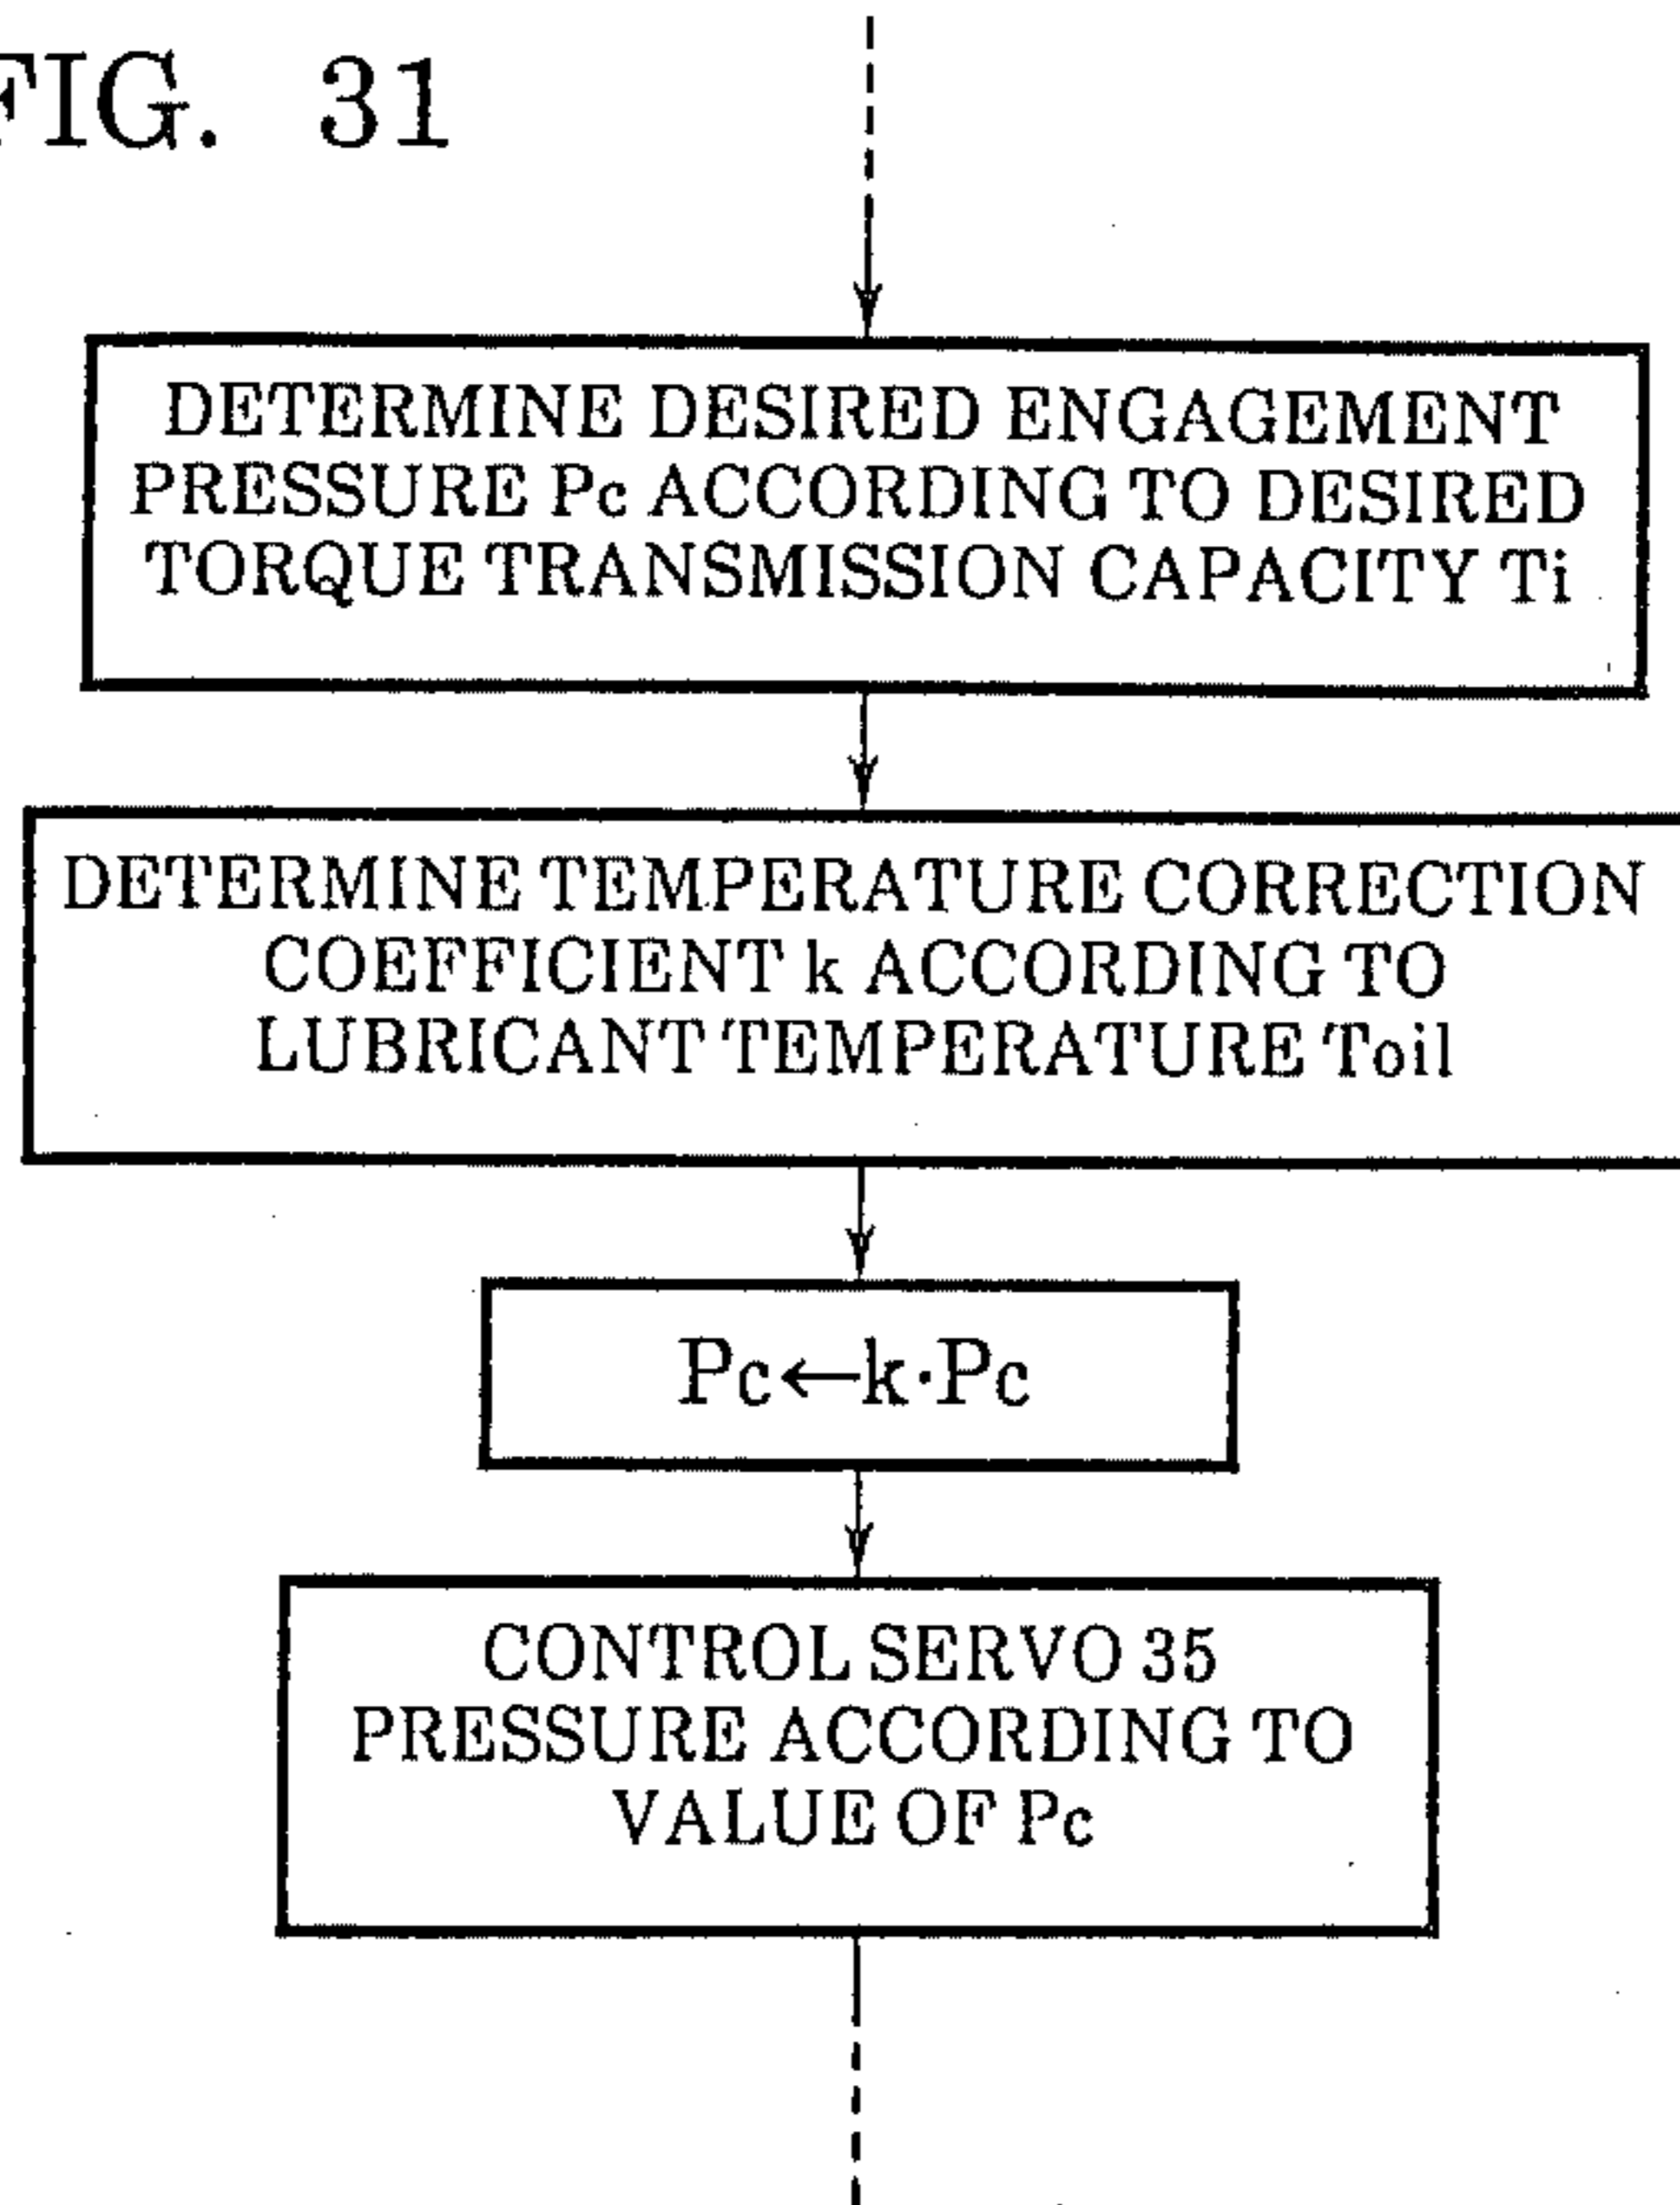 FIG. 31
DETERMINE DESIRED ENGAGEMENT
PRESSURE Pc ACCORDING TO DESIRED
TORQUE TRANSMISSION CAPACITY Ti
DETERMINE TEMPERATURE CORRECTION
COEFFICIENT k ACCORDING TO
LUBRICANT TEMPERATURE Toil
Pc←k·Pc
CONTROL SERVO 35
PRESSURE ACCORDING TO
VALUE OF Pc